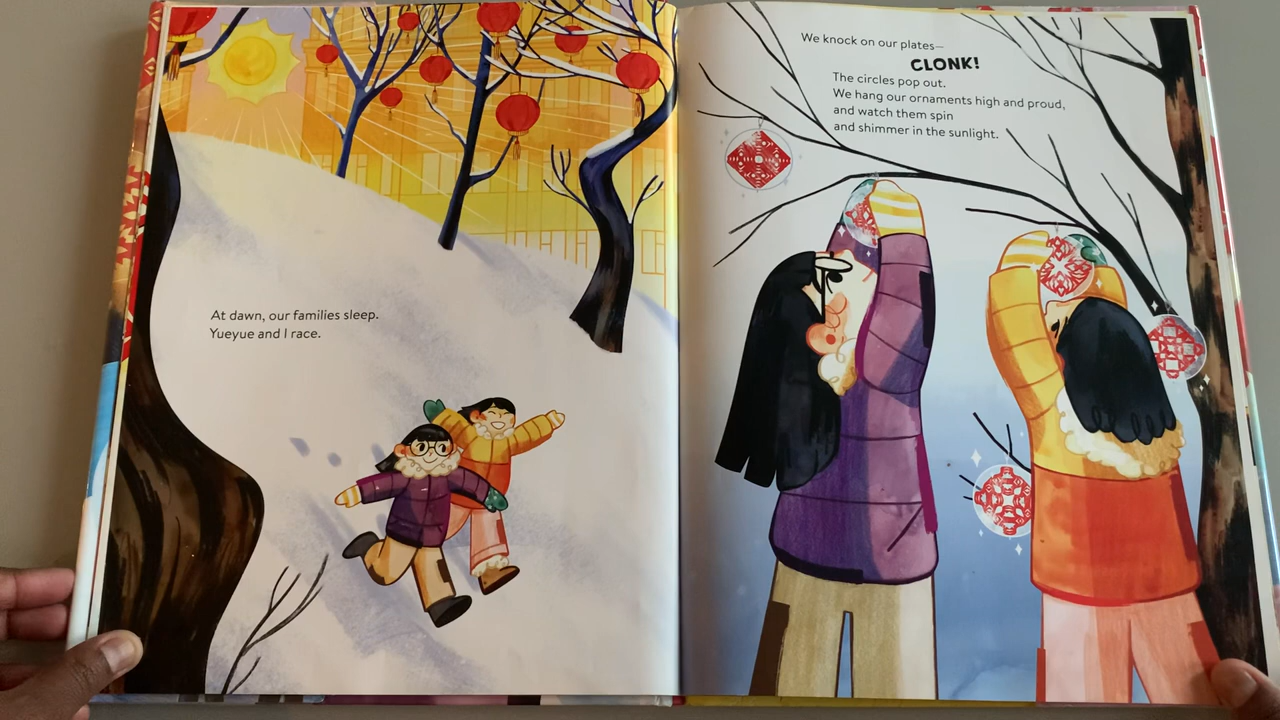 At dawn, our families sleep.
Yueyue and I race.
We knock on our plates—
CLONK!
The circles pop out.
We hang our ornaments high and proud,
and watch them spin
and shimmer in the sunlight.